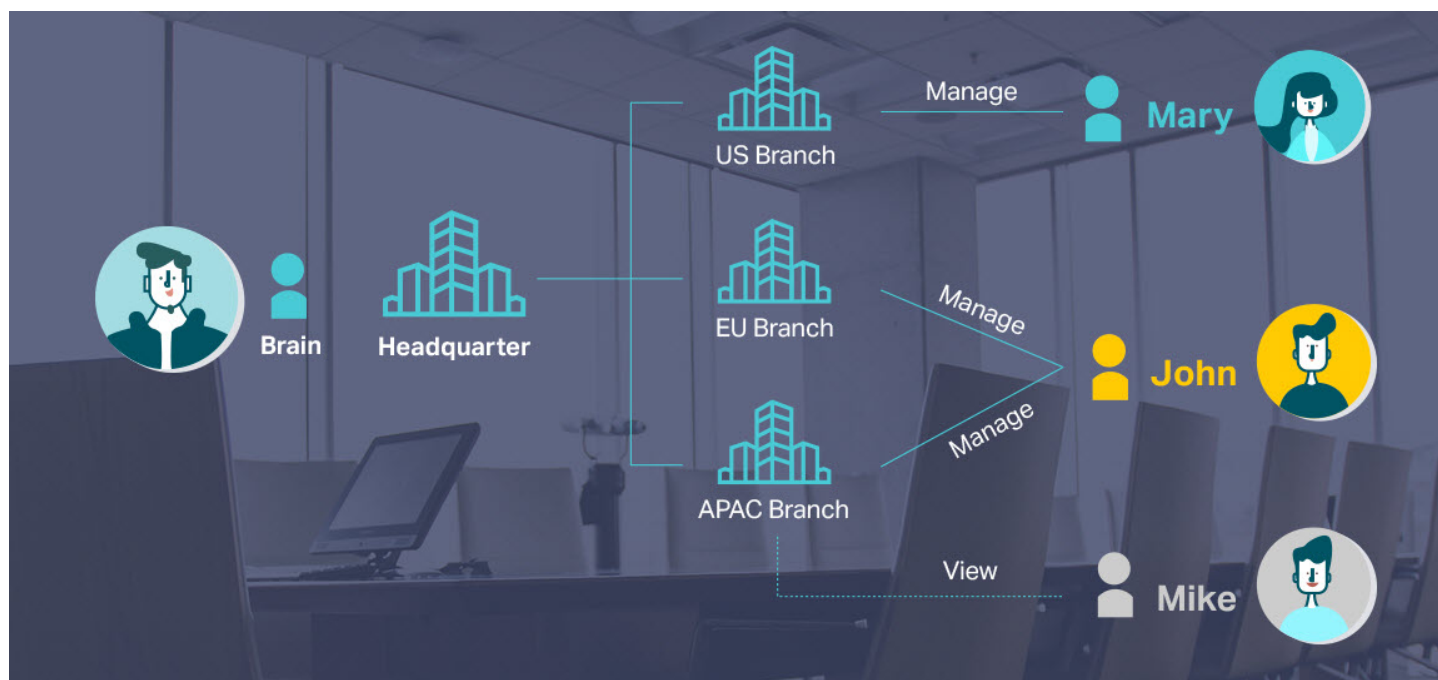 US Branch
Manage
Mary
Brain
Headquarter
EU Branch
Manage
John
Manage
APAC Branch
View
Mike